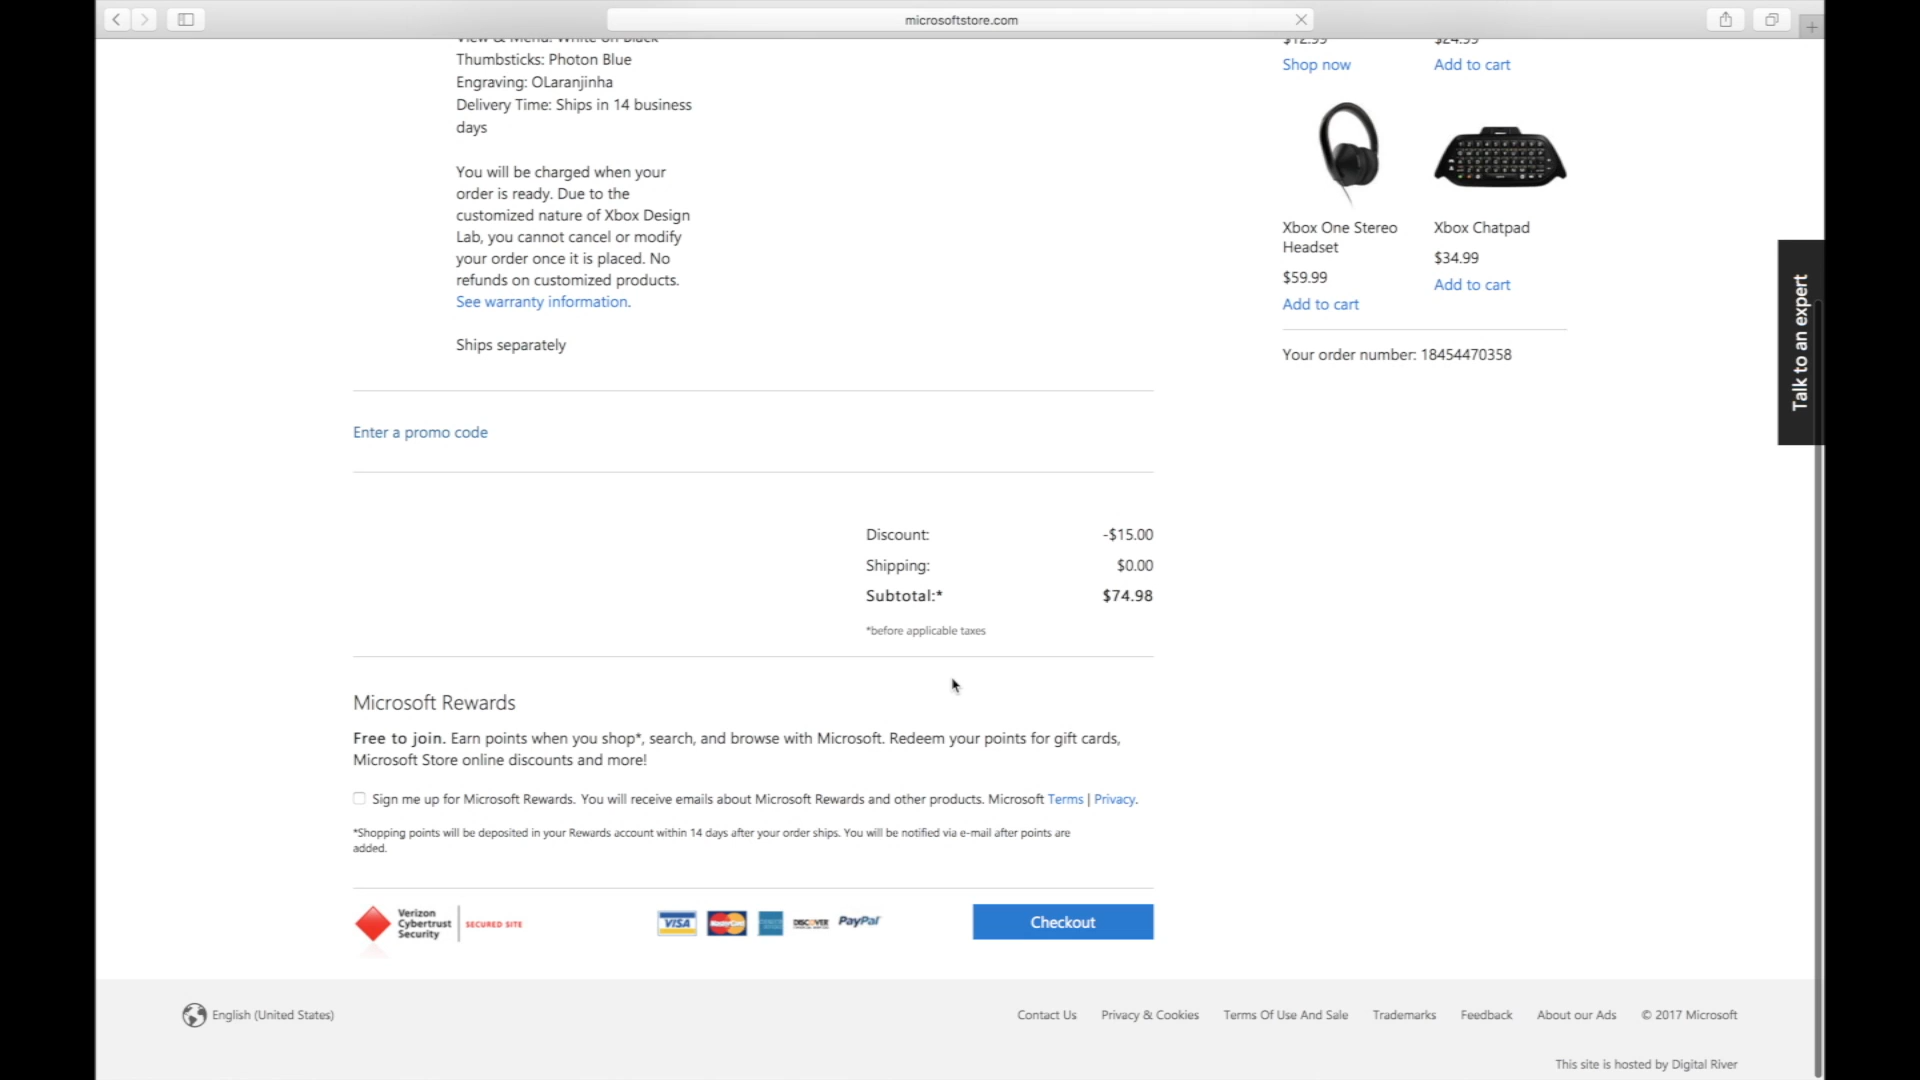 microsoftstore.com
View & Menu: White on Black
Thumbsticks: Photon Blue
Engraving: OLaranjinha
Delivery Time: Ships in 14 business
days
You will be charged when your
order is ready. Due to the
customized nature of Xbox Design
Lab, you cannot cancel or modify
your order once it is placed. No
refunds on customized products.
See warranty information.
Ships separately
$12.99
Shop now
$24.99
Add to cart
Xbox One Stereo
Headset
$59.99
Add to cart
Xbox Chatpad
$34.99
Add to cart
Your order number: 18454470358
Talk to an expert
Enter a promo code
Discount: -$15.00
Shipping: $0.00
Subtotal:* $74.98
*before applicable taxes
Microsoft Rewards
Free to join. Earn points when you shop*, search, and browse with Microsoft. Redeem your points for gift cards,
Microsoft Store online discounts and more!
Sign me up for Microsoft Rewards. You will receive emails about Microsoft Rewards and other products. Microsoft Terms | Privacy.
*Shopping points will be deposited in your Rewards account within 14 days after your order ships. You will be notified via e-mail after points are
added.
Verizon
Cybertrust
Security
SECURED SITE
VISA
MasterCard
DISCOVER
PayPal
Checkout
English (United States)
Contact Us Privacy & Cookies Terms Of Use And Sale Trademarks Feedback About our Ads © 2017 Microsoft
This site is hosted by Digital River